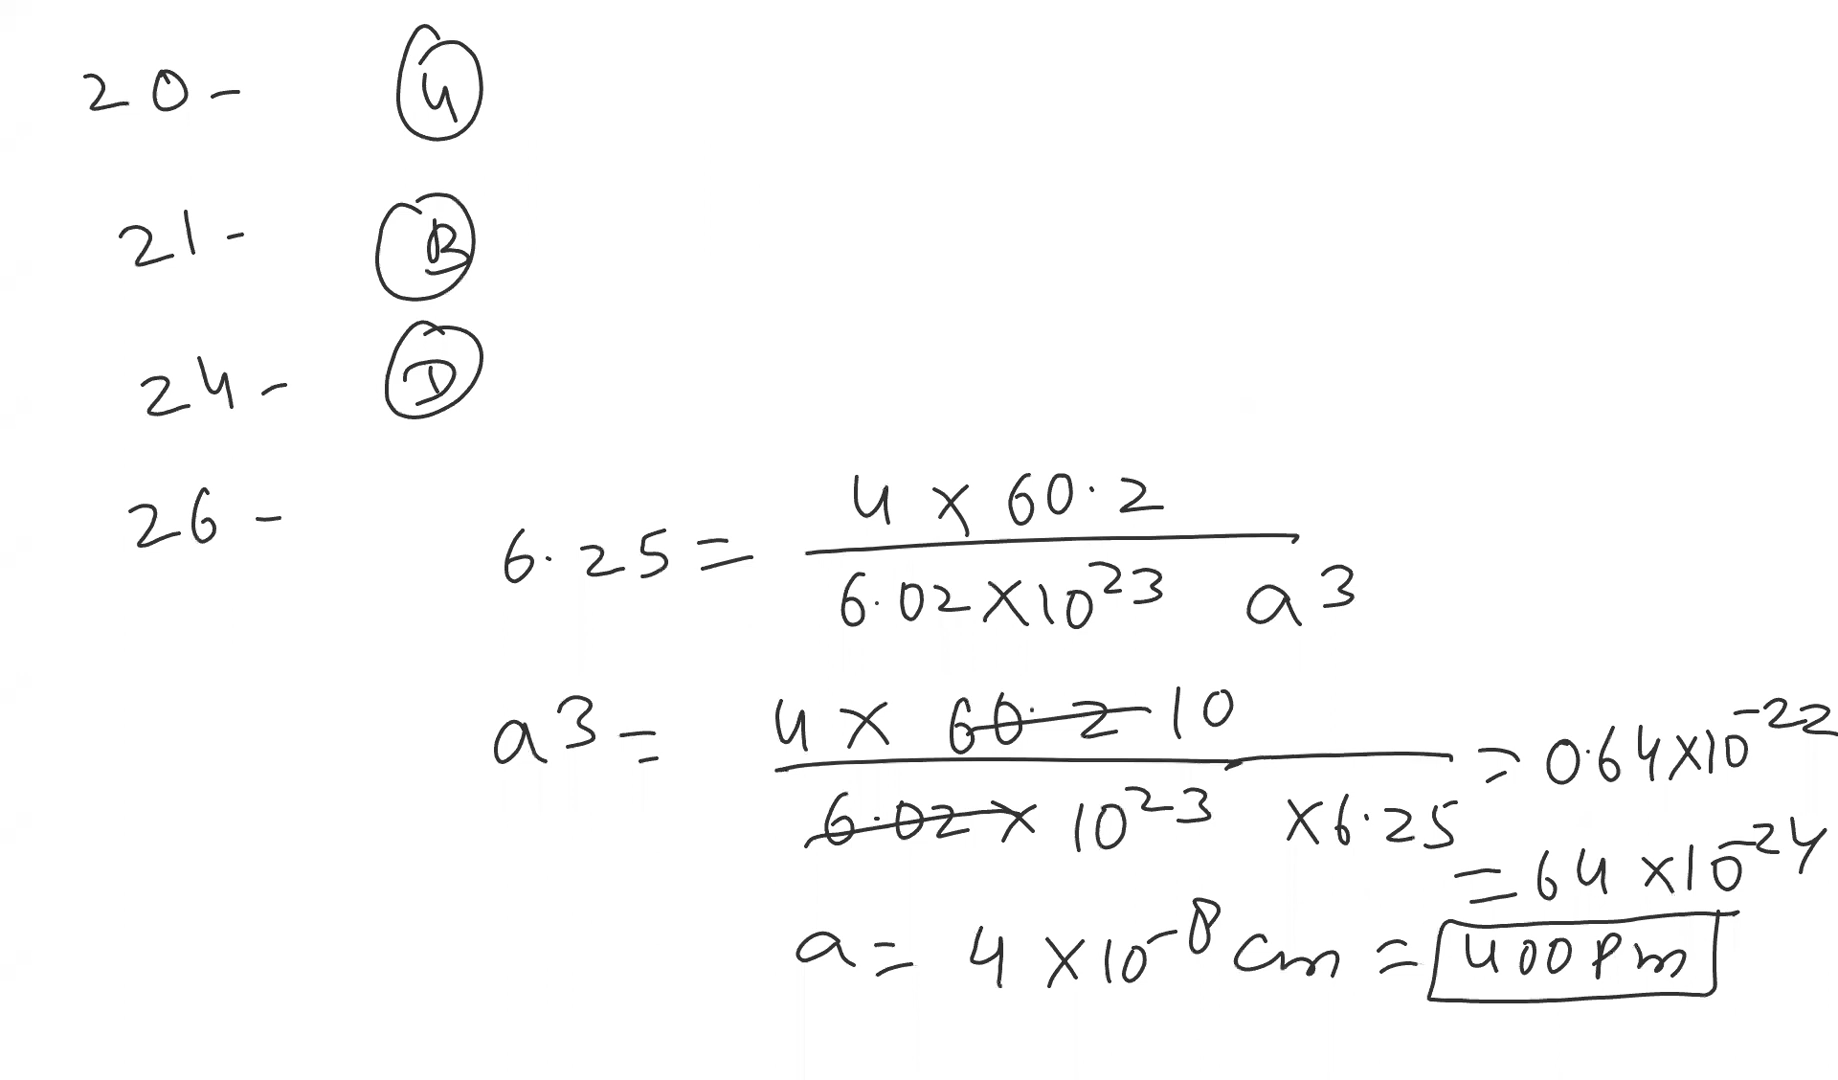 20- 4
21- B
24- D
26-
6.25 = 4 x 60.2 / 6.02 x 10^23 a^3
a3 = 4 x 60.2 10 / 6.02 x 10^23 x 6.25 = 0.64 x 10^-22
= 64 x 10^-24
a = 4 x 10^-8 cm = 400 pm